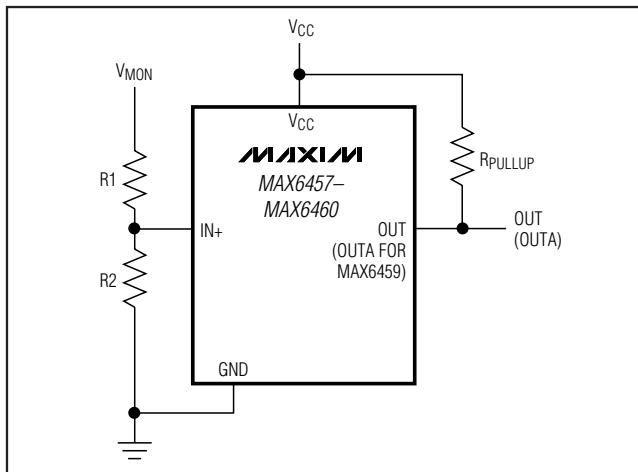 VCC
VMON
VCC
MAXIM
MAX6457–
MAX6460
R1
RPULLUP
IN+
OUT
(OUTA FOR
MAX6459)
OUT
(OUTA)
R2
GND